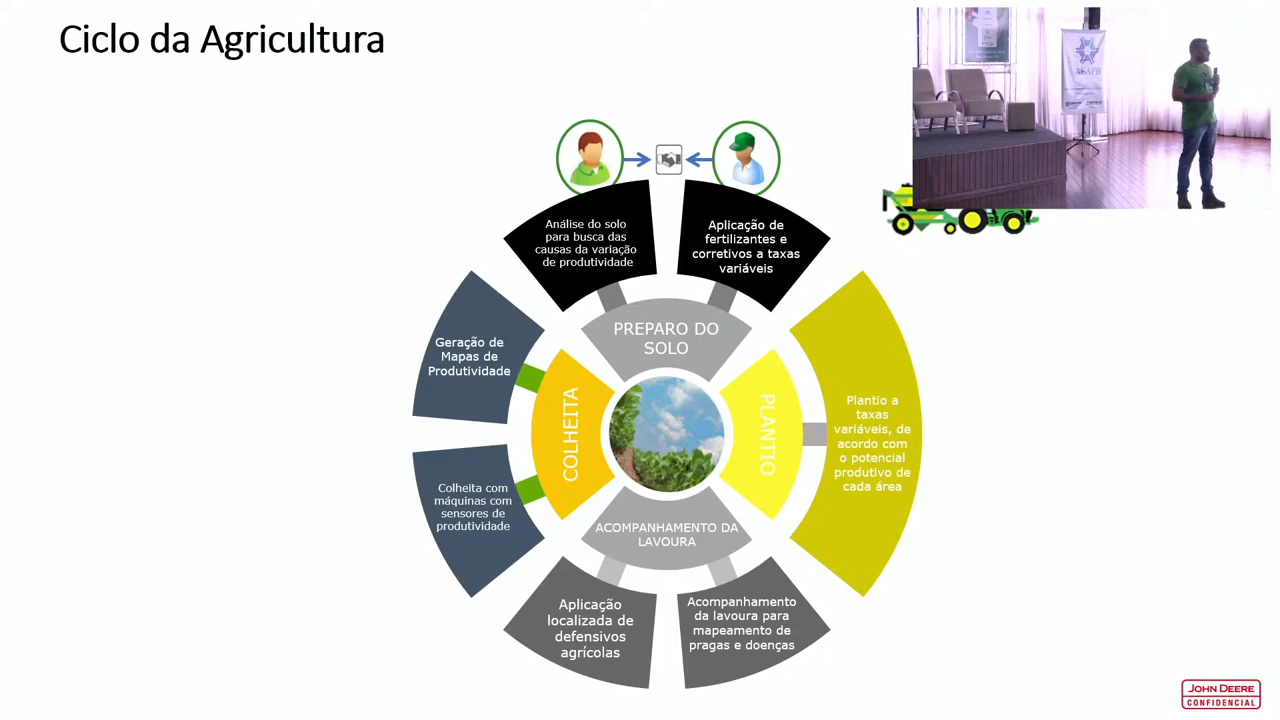 Ciclo da Agricultura
AGAPB
Análise do solo
para busca das
causas da variação
de produtividade
Aplicação de
fertilizantes e
corretivos a taxas
variáveis
Geração de
Mapas de
Produtividade
PREPARO DO
SOLO
COLHEITA
PLANTIO
Plantio a
taxas
variáveis, de
acordo com
o potencial
produtivo de
cada área
Colheita com
máquinas com
sensores de
produtividade
ACOMPANHAMENTO DA
LAVOURA
Aplicação
localizada de
defensivos
agrícolas
Acompanhamento
da lavoura para
mapeamento de
pragas e doenças
JOHN DEERE
CONFIDENCIAL